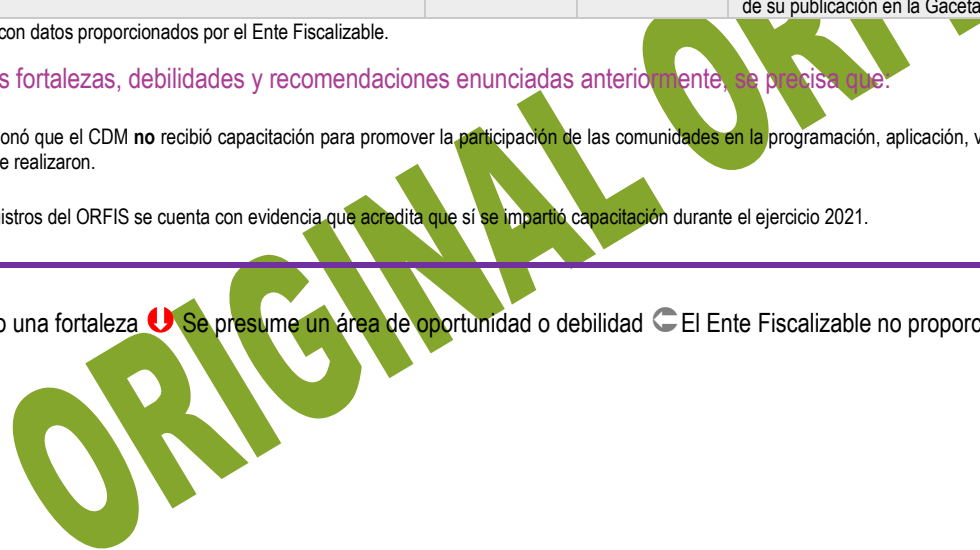 de su publicación en la Gaceta
con datos proporcionados por el Ente Fiscalizable.
s fortalezas, debilidades y recomendaciones enunciadas anteriormente, se precisa que:
onó que el CDM no recibió capacitación para promover la participación de las comunidades en la programación, aplicación, v
e realizaron.
istros del ORFIS se cuenta con evidencia que acredita que sí se impartió capacitación durante el ejercicio 2021.
o una fortaleza Se presume un área de oportunidad o debilidad El Ente Fiscalizable no proporc
ORIGINAL ORF